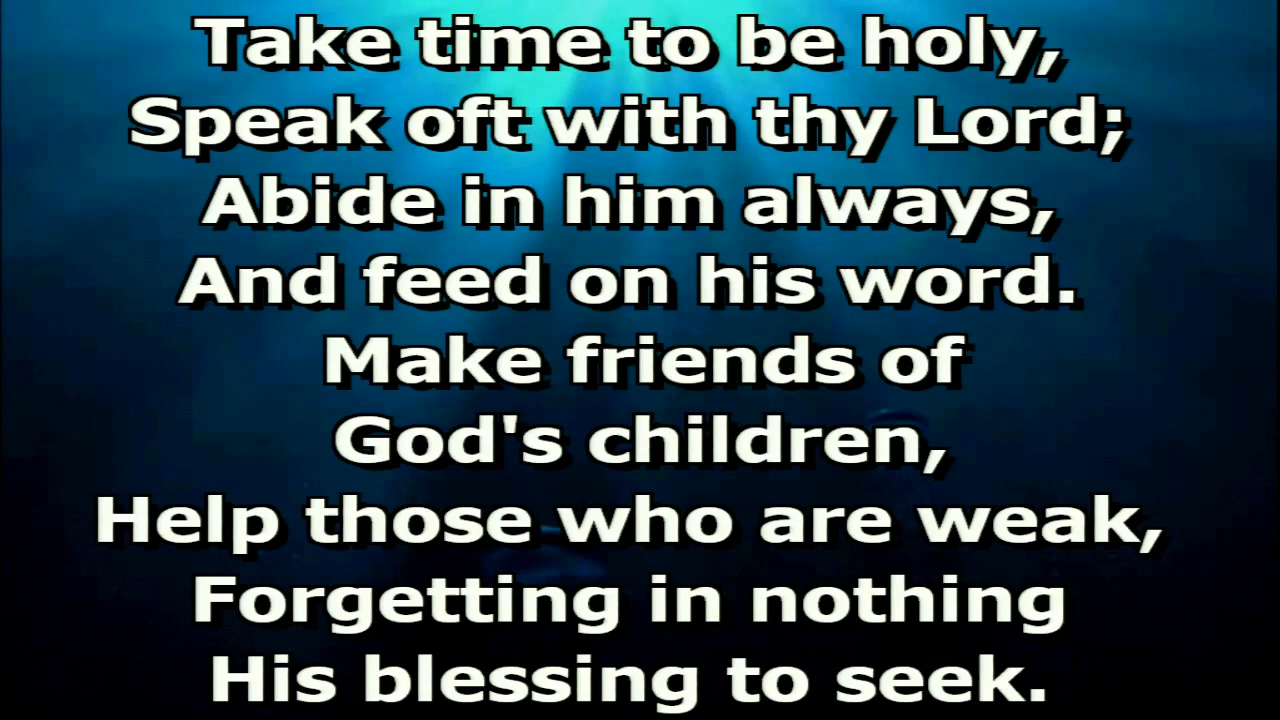 Take time to be holy,
Speak oft with thy Lord;
Abide in him always,
And feed on his word.
Make friends of
God's children,
Help those who are weak,
Forgetting in nothing
His blessing to seek.